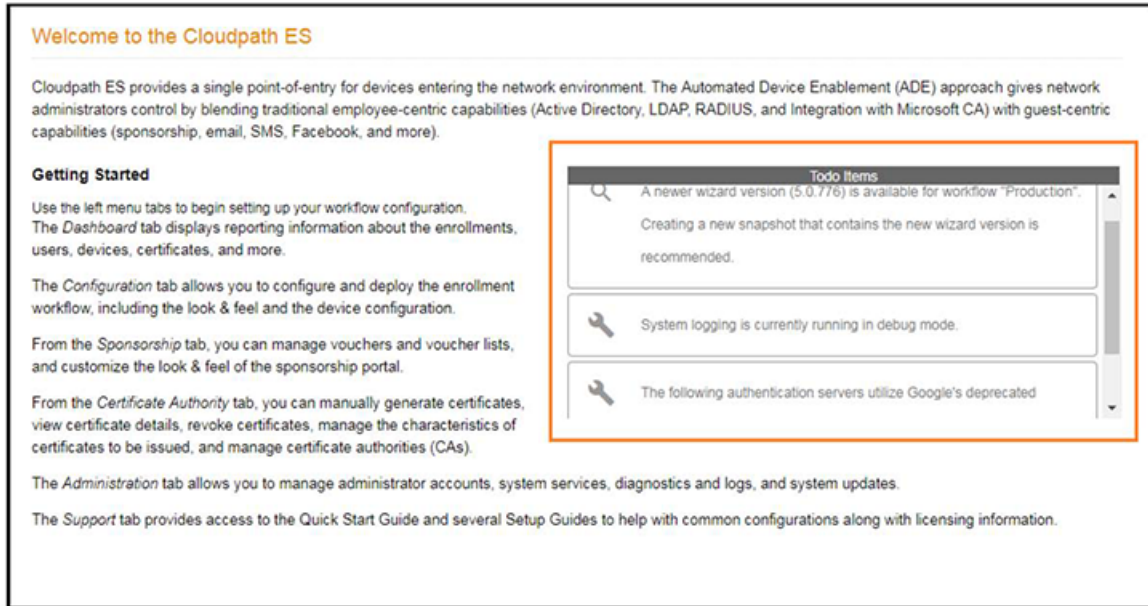 Welcome to the Cloudpath ES
Cloudpath ES provides a single point-of-entry for devices entering the network environment. The Automated Device Enablement (ADE) approach gives network
administrators control by blending traditional employee-centric capabilities (Active Directory, LDAP, RADIUS, and Integration with Microsoft CA) with guest-centric
capabilities (sponsorship, email, SMS, Facebook, and more).
Getting Started
Use the left menu tabs to begin setting up your workflow configuration.
The Dashboard tab displays reporting information about the enrollments,
users, devices, certificates, and more.
The Configuration tab allows you to configure and deploy the enrollment
workflow, including the look & feel and the device configuration.
From the Sponsorship tab, you can manage vouchers and voucher lists,
and customize the look & feel of the sponsorship portal.
From the Certificate Authority tab, you can manually generate certificates,
view certificate details, revoke certificates, manage the characteristics of
certificates to be issued, and manage certificate authorities (CAs).
Todo Items
A newer wizard version (5.0.776) is available for workflow "Production".
Creating a new snapshot that contains the new wizard version is
recommended.
System logging is currently running in debug mode.
The following authentication servers utilize Google's deprecated
The Administration tab allows you to manage administrator accounts, system services, diagnostics and logs, and system updates.
The Support tab provides access to the Quick Start Guide and several Setup Guides to help with common configurations along with licensing information.